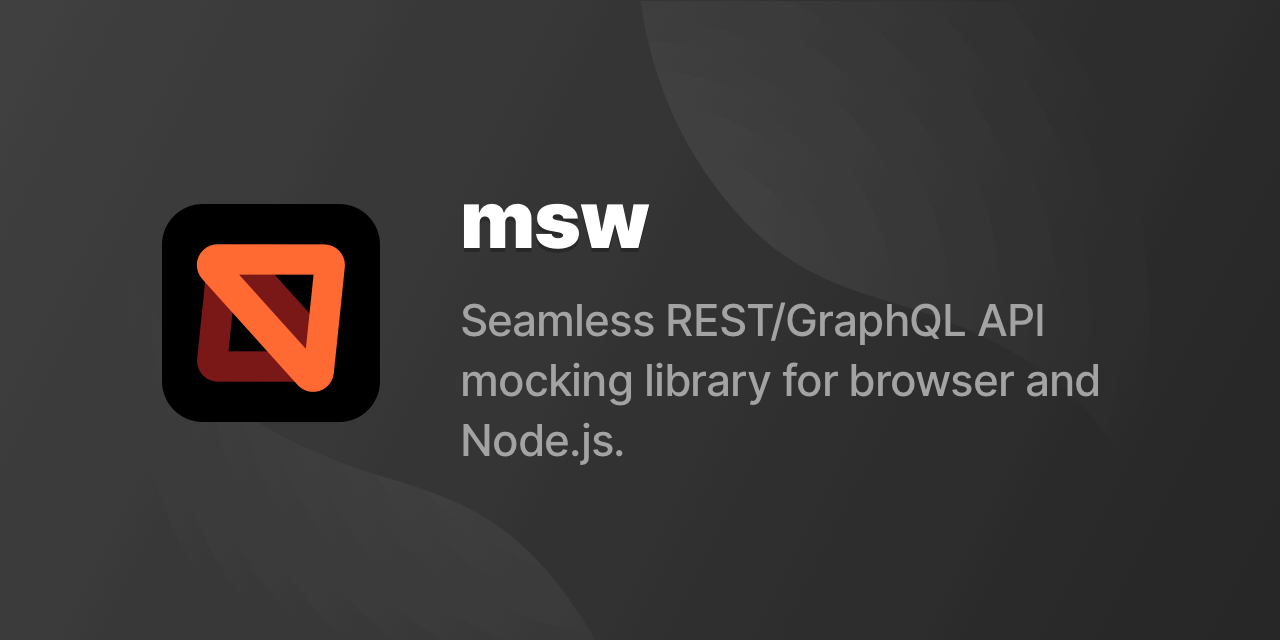 msw
Seamless REST/GraphQL API
mocking library for browser and
Node.js.